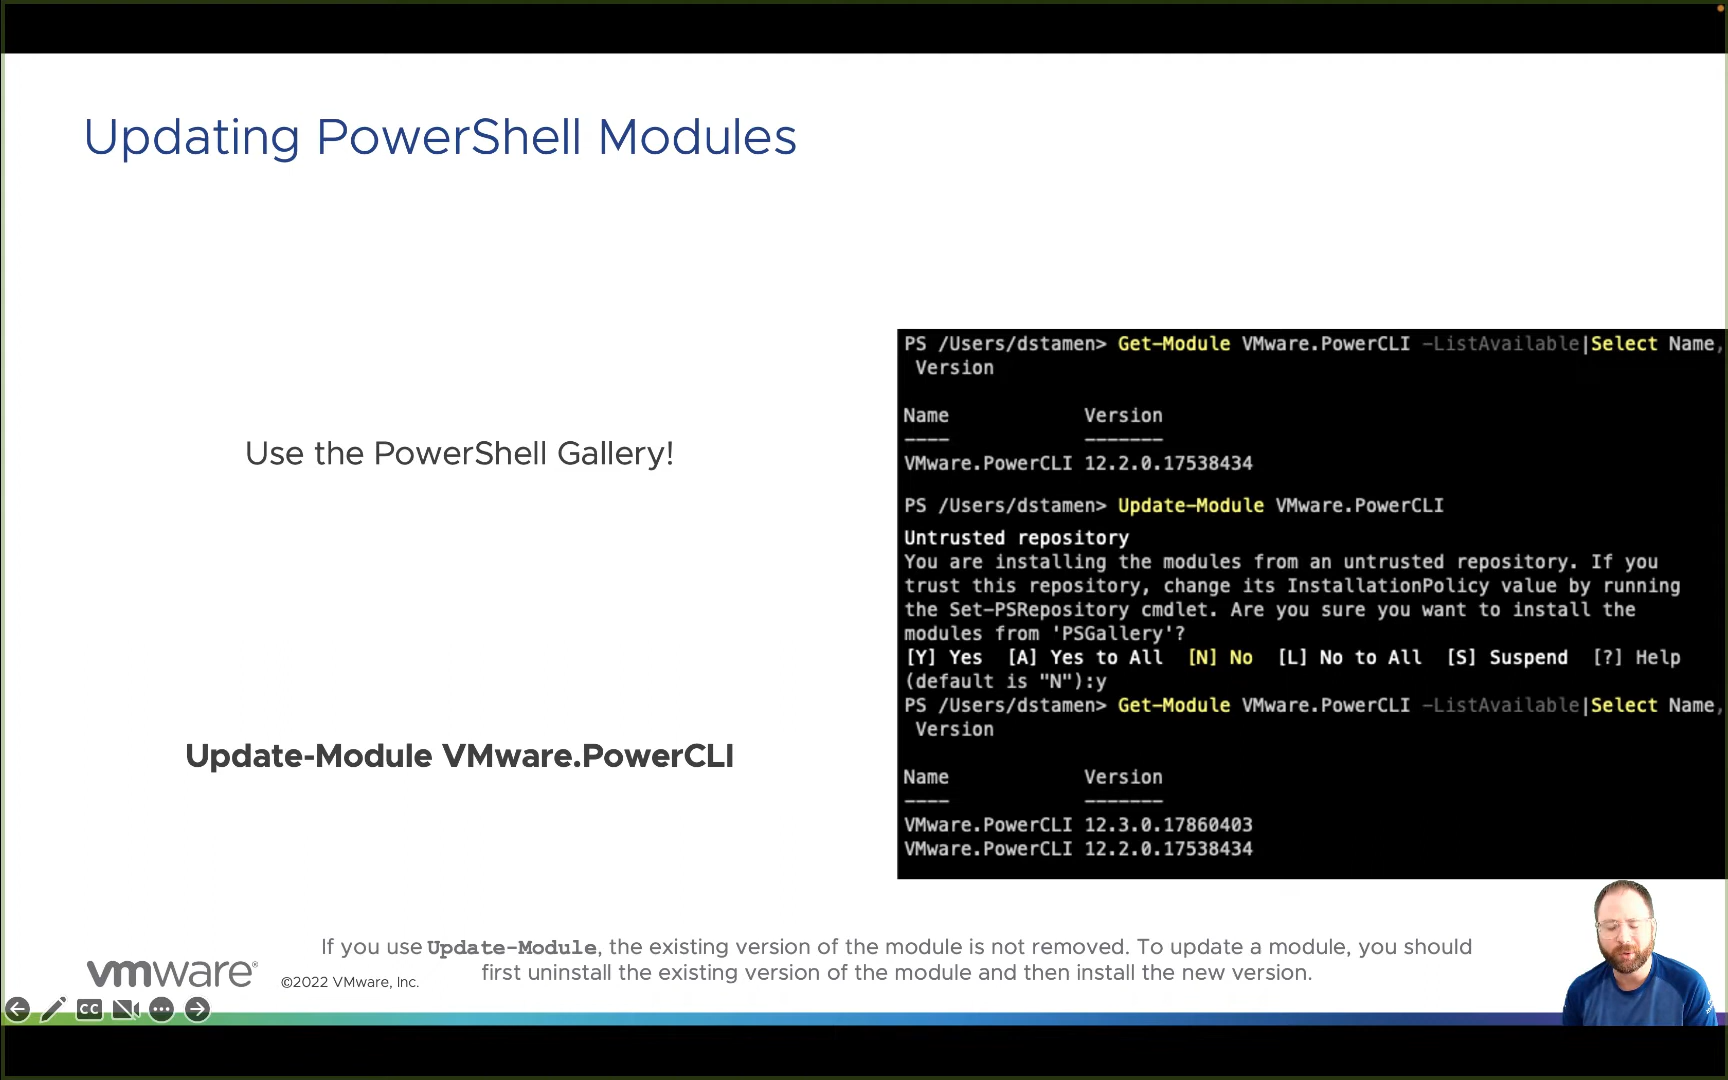 Updating PowerShell Modules
Use the PowerShell Gallery!
Update-Module VMware.PowerCLI
PS /Users/dstamen> Get-Module VMware.PowerCLI -ListAvailable|Select Name,
Version
Name Version
---- -------
VMware.PowerCLI 12.2.0.17538434
PS /Users/dstamen> Update-Module VMware.PowerCLI
Untrusted repository
You are installing the modules from an untrusted repository. If you
trust this repository, change its InstallationPolicy value by running
the Set-PSRepository cmdlet. Are you sure you want to install the
modules from 'PSGallery'?
[Y] Yes [A] Yes to All [N] No [L] No to All [S] Suspend [?] Help
(default is "N"):y
PS /Users/dstamen> Get-Module VMware.PowerCLI -ListAvailable|Select Name,
Version
Name Version
---- -------
VMware.PowerCLI 12.3.0.17860403
VMware.PowerCLI 12.2.0.17538434
If you use Update-Module, the existing version of the module is not removed. To update a module, you should
first uninstall the existing version of the module and then install the new version.
vmware®
©2022 VMware, Inc.
CC